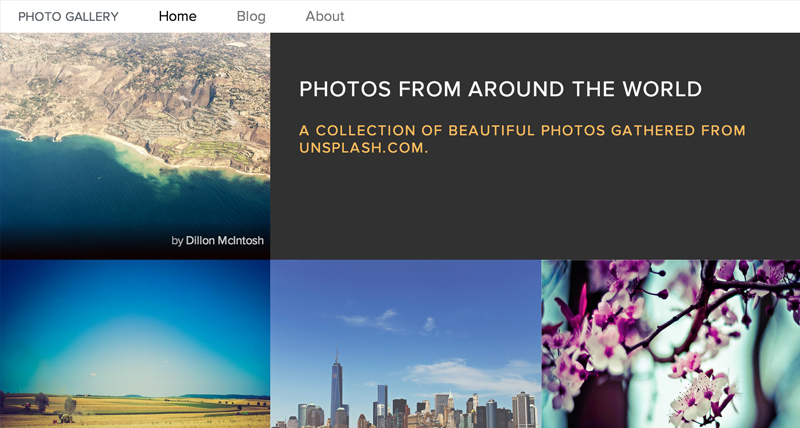 PHOTO GALLERY Home Blog About
PHOTOS FROM AROUND THE WORLD
A COLLECTION OF BEAUTIFUL PHOTOS GATHERED FROM
UNSPLASH.COM.
by Dillon McIntosh